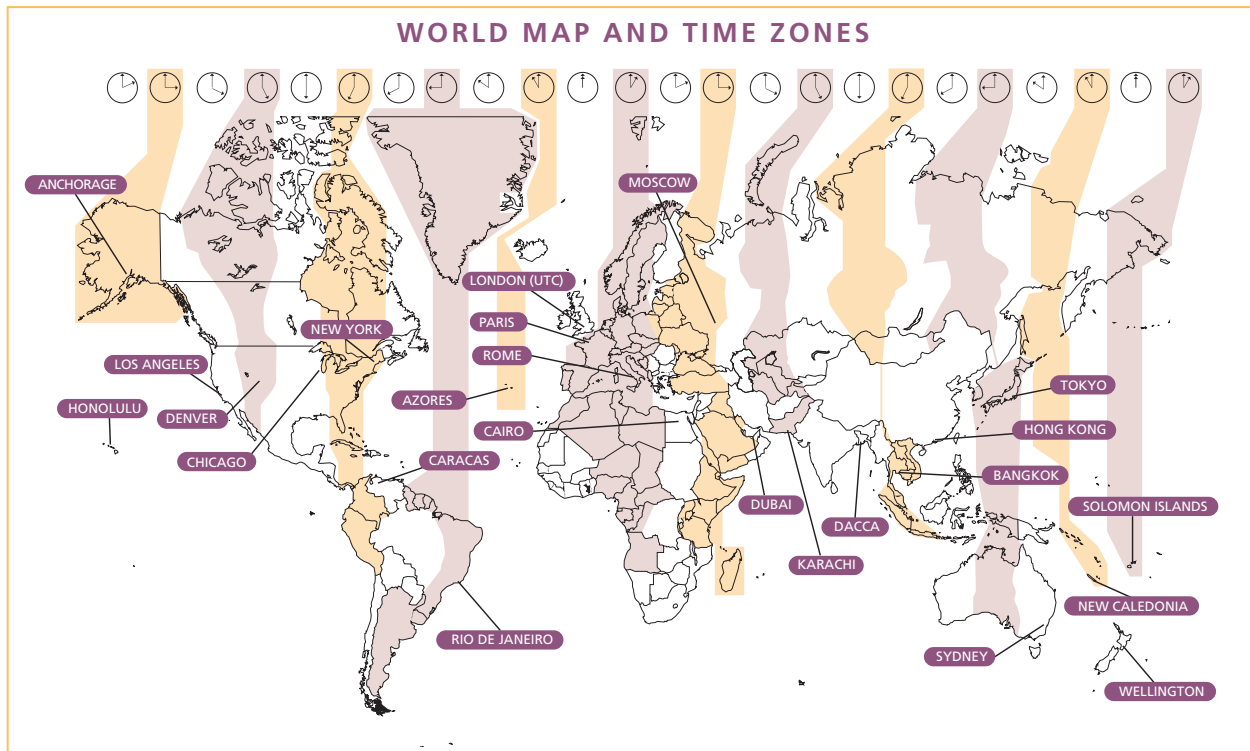 WORLD MAP AND TIME ZONES
ANCHORAGE
MOSCOW
LONDON (UTC)
PARIS
NEW YORK
ROME
LOS ANGELES
TOKYO
AZORES
HONOLULU
DENVER
CAIRO
HONG KONG
CHICAGO
CARACAS
BANGKOK
DUBAI
SOLOMON ISLANDS
DACCA
KARACHI
NEW CALEDONIA
RIO DE JANEIRO
SYDNEY
WELLINGTON